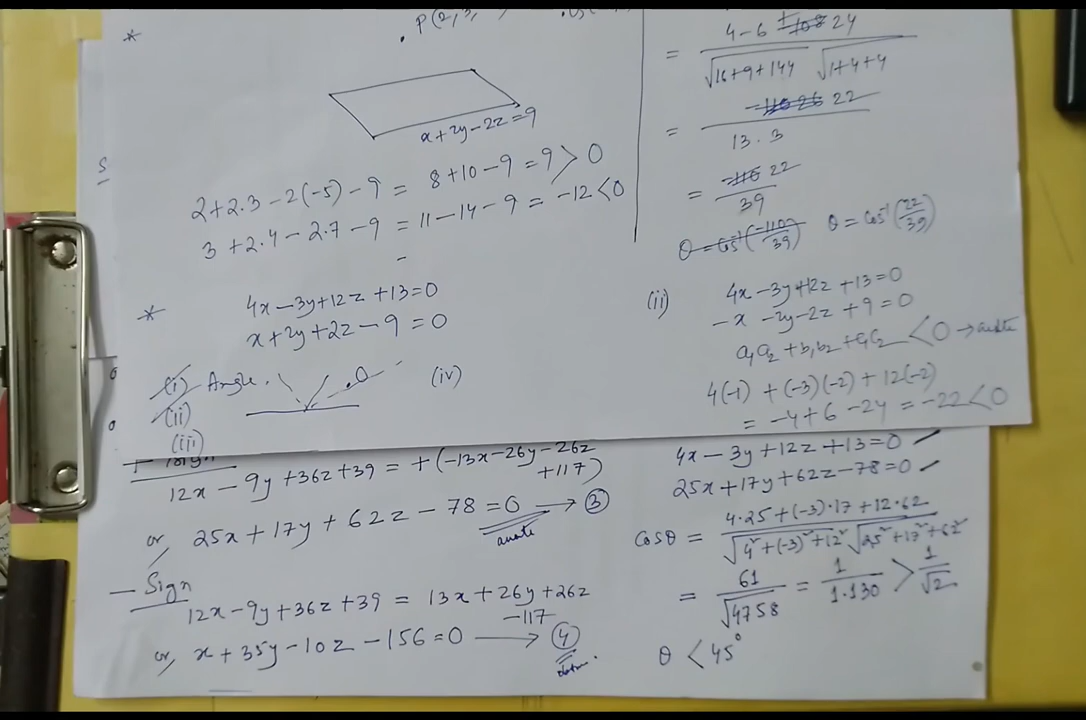 *
P(2,3,
x+2y-2z=9
S
2+2.3-2(-5)-9 = 8+10-9 = 9 > 0
3+2.4-2.7-9 = 11-14-9 = -12 < 0
*
4x-3y+12z+13=0
x+2y+2z-9=0
(i) Angle.
(ii)
(iii)
(iv)
4-6 + 24
= √16+9+144 √1+4+4
22
= 13.3
= 22
39
θ = Cos⁻¹(-110/39) θ = Cos⁻¹(22/39)
(ii)
4x-3y+12z+13=0
-x-2y-2z+9=0
a₁a₂+b₁b₂+c₁c₂ < 0 → acute
4(-1)+(-3)(-2)+12(-2)
= -4+6-24 = -22 < 0
+ sign
12x-9y+36z+39 = +(-13x-26y-26z
+117)
or, 25x+17y+62z-78=0 → ③
acute
- Sign
12x-9y+36z+39 = 13x+26y+26z
-117
or, x+35y-10z-156=0 → ④
4x-3y+12z+13=0
25x+17y+62z-78=0
Cosθ = 4.25+(-3).17+12.62
√4²+(-3)²+12² √25²+17²+62²
= 61/√4758 = 1/1.130 > 1/√2
θ < 45°